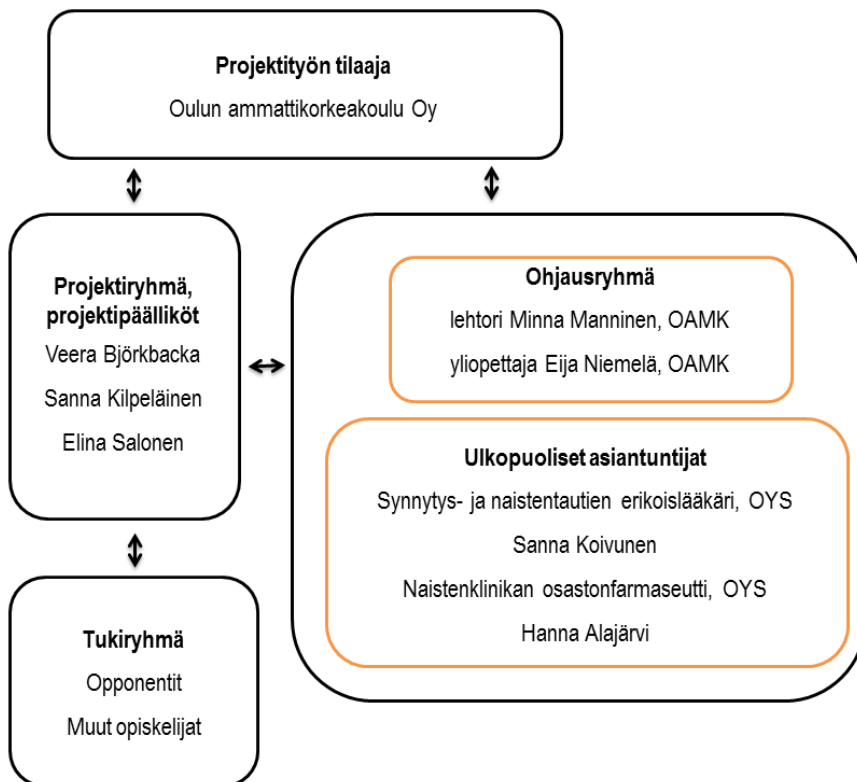 Projektityön tilaaja
Oulun ammattikorkeakoulu Oy
Projektiryhmä,
projektipäälliköt
Veera Björkbacka
Sanna Kilpeläinen
Elina Salonen
Ohjausryhmä
lehtori Minna Manninen, OAMK
yliopettaja Eija Niemelä, OAMK
Ulkopuoliset asiantuntijat
Synnytys- ja naistentautien erikoislääkäri, OYS
Sanna Koivunen
Naistenklinikan osastonfarmaseutti, OYS
Hanna Alajärvi
Tukiryhmä
Opponentit
Muut opiskelijat